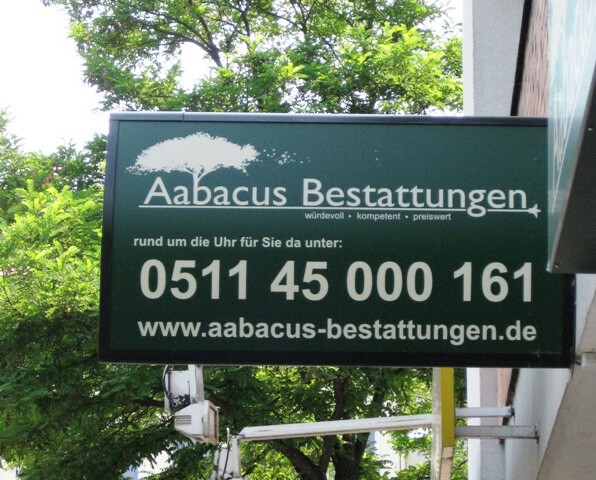 Aabacus Bestattungen
würdevoll • kompetent • preiswert
rund um die Uhr für Sie da unter:
0511 45 000 161
www.aabacus-bestattungen.de